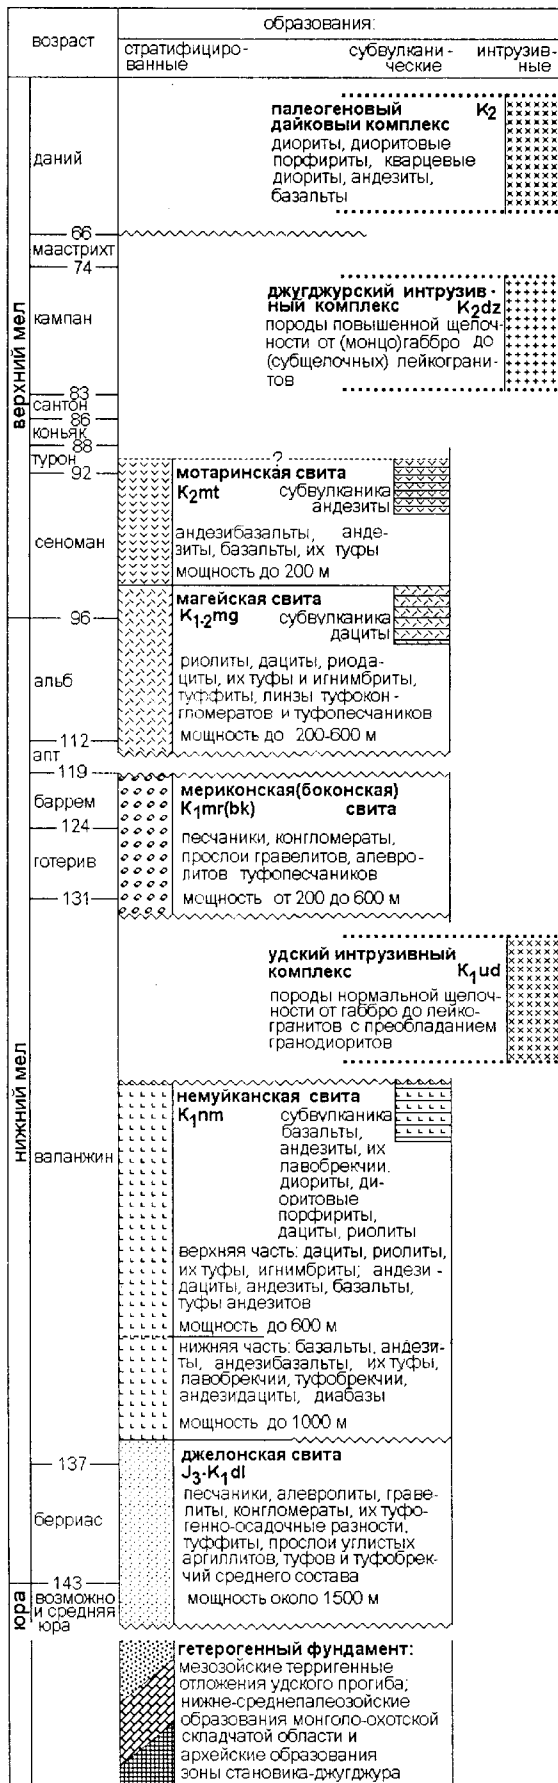 возраст
образования:
стратифициро-
ванные
субвулкани-
ческие
интрузив-
ные
верхний мел
нижний мел
юра
палеогеновый K2
дайковый комплекс
диориты, диоритовые
порфириты, кварцевые
диориты, андезиты,
базальты
даний
66
маастрихт
74
джугджурский интрузив-
ный комплекс K2dz
породы повышенной щелоч-
ности от (монцо)габбро до
(субщелочных) лейкограни-
тов
кампан
83
сантон
86
коньяк
88
турон
92
?
мотаринская свита
K2mt субвулканика
андезиты
андезибазальты, анде-
зиты, базальты, их туфы
мощность до 200 м
сеноман
96
магейская свита
K1-2mg субвулканика
дациты
риолиты, дациты, риода-
циты, их туфы и игнимбриты,
туффиты, линзы туфокон-
гломератов и туфопесчаников
мощность до 200-600 м
альб
112
апт
119
мериконская(боконская)
K1mr(bk) свита
песчаники, конгломераты,
прослои гравелитов, алевро-
литов туфопесчаников
мощность от 200 до 600 м
баррем
124
готерив
131
удский интрузивный
комплекс K1ud
породы нормальной щелоч-
ности от габбро до лейко-
гранитов с преобладанием
гранодиоритов
немуйканская свита
K1nm субвулканика
базальты,
андезиты, их
лавобрекчии.
диориты, ди-
оритовые
порфириты,
дациты, риолиты
верхняя часть: дациты, риолиты,
их туфы, игнимбриты; андези-
дациты, андезиты, базальты,
туфы андезитов
мощность до 600 м
нижняя часть: базальты, андези-
ты, андезибазальты, их туфы,
лавобрекчии, туфобрекчии,
андезидациты, диабазы
мощность до 1000 м
валанжин
137
джелонская свита
J3-K1dl
песчаники, алевролиты, граве-
литы, конгломераты, их туфо-
генно-осадочные разности.
туффиты, прослои углистых
аргиллитов, туфов и туфобрек-
чий среднего состава
мощность около 1500 м
берриас
143
возможно
и средняя
юра
гетерогенный фундамент:
мезозойские терригенные
отложения удского прогиба;
нижне-среднепалеозойские
образования монголо-охотской
складчатой области и
архейские образования
зоны становика-джугджура